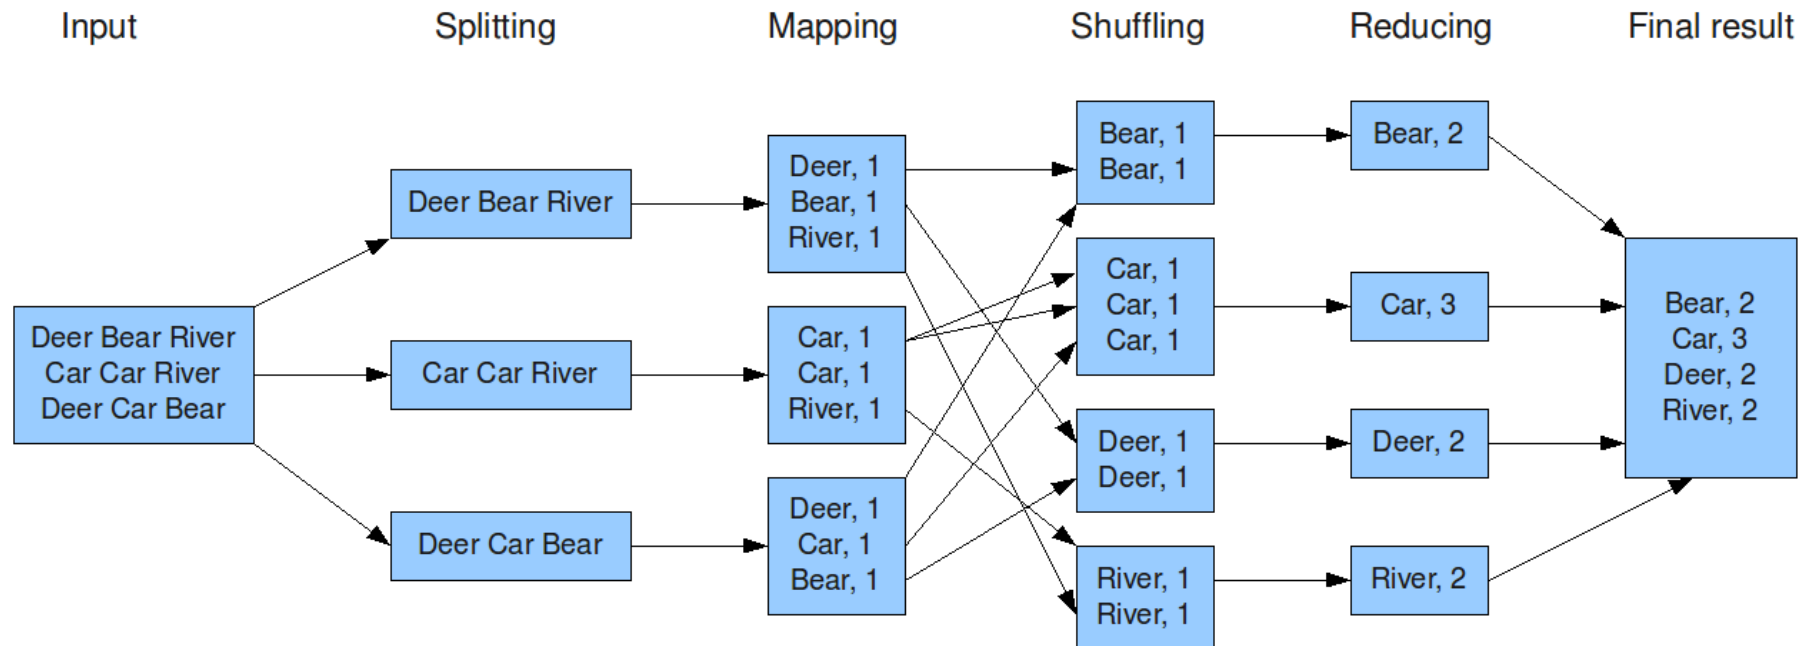 Input
Splitting
Mapping
Shuffling
Reducing
Final result
Deer Bear River
Car Car River
Deer Car Bear
Deer Bear River
Car Car River
Deer Car Bear
Deer, 1
Bear, 1
River, 1
Car, 1
Car, 1
River, 1
Deer, 1
Car, 1
Bear, 1
Bear, 1
Bear, 1
Car, 1
Car, 1
Car, 1
Deer, 1
Deer, 1
River, 1
River, 1
Bear, 2
Car, 3
Deer, 2
River, 2
Bear, 2
Car, 3
Deer, 2
River, 2